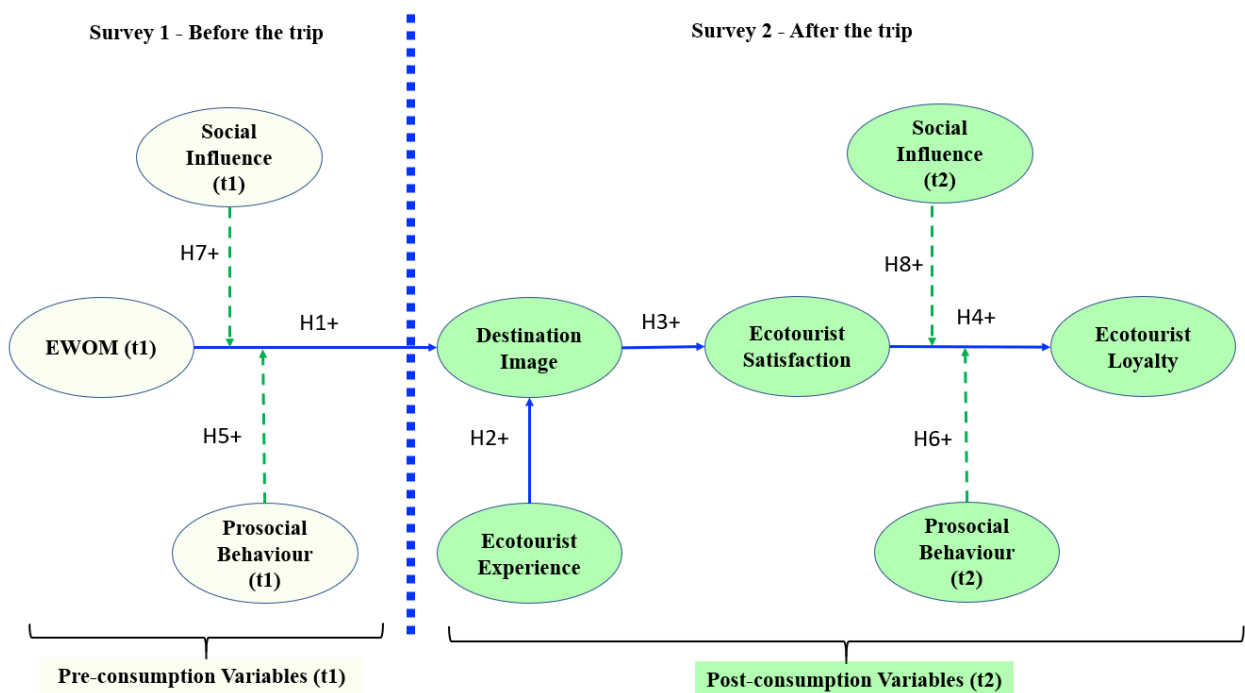 Survey 1 - Before the trip
Survey 2 - After the trip
Social
Influence
(t1)
Social
Influence
(t2)
H7+
H8+
H1+
H3+
H4+
EWOM (t1)
Destination
Image
Ecotourist
Satisfaction
Ecotourist
Loyalty
H5+
H2+
H6+
Prosocial
Behaviour
(t1)
Ecotourist
Experience
Prosocial
Behaviour
(t2)
Pre-consumption Variables (t1)
Post-consumption Variables (t2)